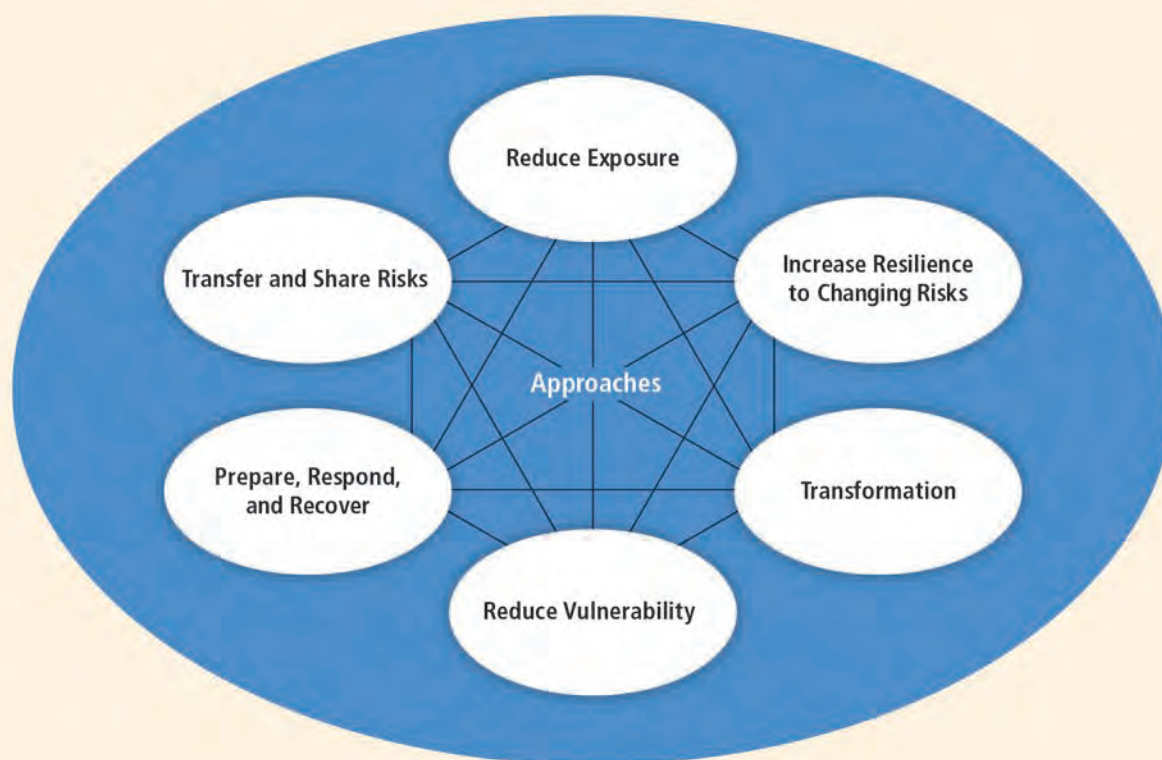 Reduce Exposure
Transfer and Share Risks
Increase Resilience
to Changing Risks
Approaches
Prepare, Respond,
and Recover
Transformation
Reduce Vulnerability